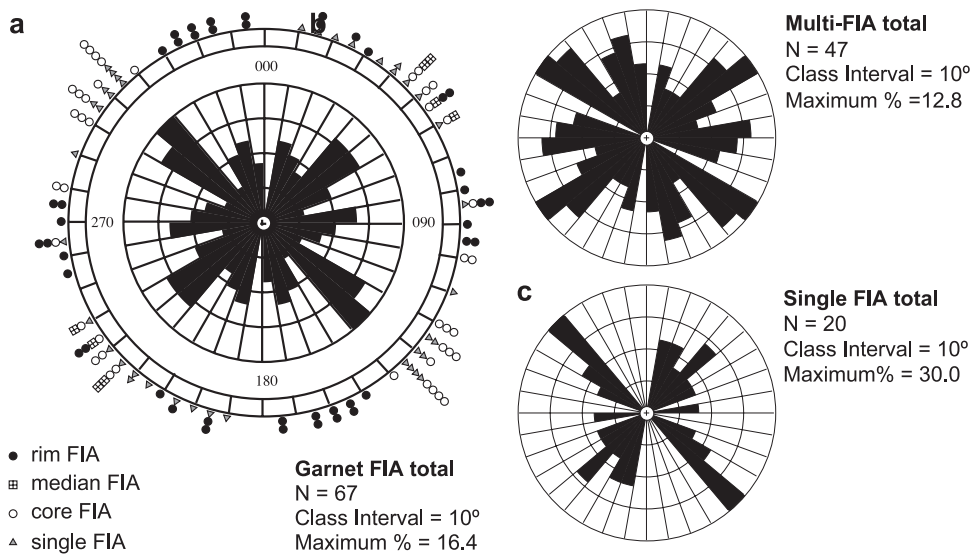 a
b
000
090
180
270
rim FIA
median FIA
core FIA
single FIA
Garnet FIA total
N = 67
Class Interval = 10º
Maximum % = 16.4
Multi-FIA total
N = 47
Class Interval = 10º
Maximum % =12.8
c
Single FIA total
N = 20
Class Interval = 10º
Maximum% = 30.0